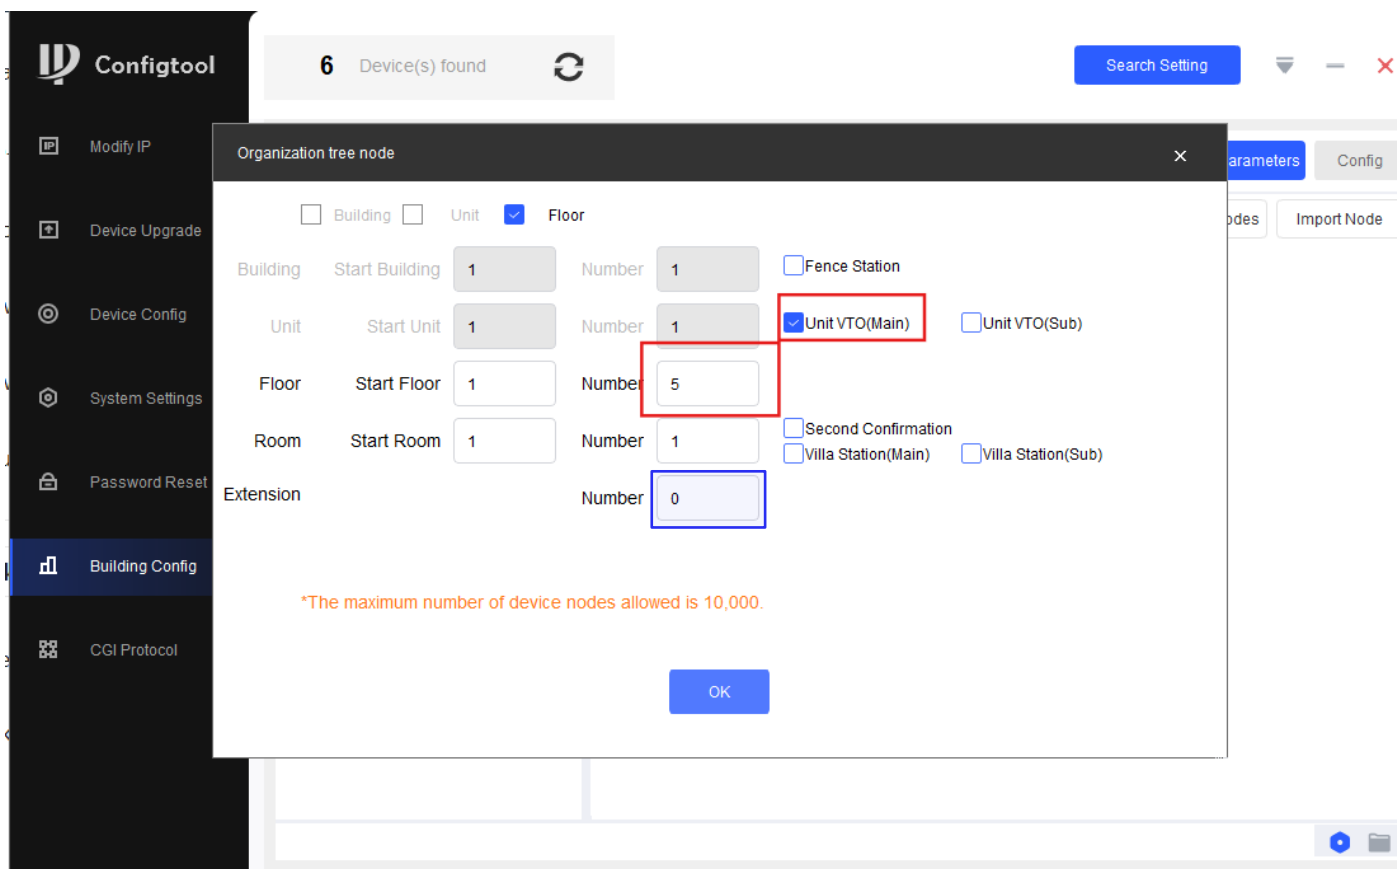 Configtool
6 Device(s) found
Search Setting
Modify IP
Device Upgrade
Device Config
System Settings
Password Reset
Building Config
CGI Protocol
Organization tree node
Config
Import Node
Building Unit Floor
Building Start Building 1 Number 1 Fence Station
Unit Start Unit 1 Number 1 Unit VTO(Main) Unit VTO(Sub)
Floor Start Floor 1 Number 5
Room Start Room 1 Number 1 Second Confirmation
Villa Station(Main) Villa Station(Sub)
Extension Number 0
*The maximum number of device nodes allowed is 10,000.
OK